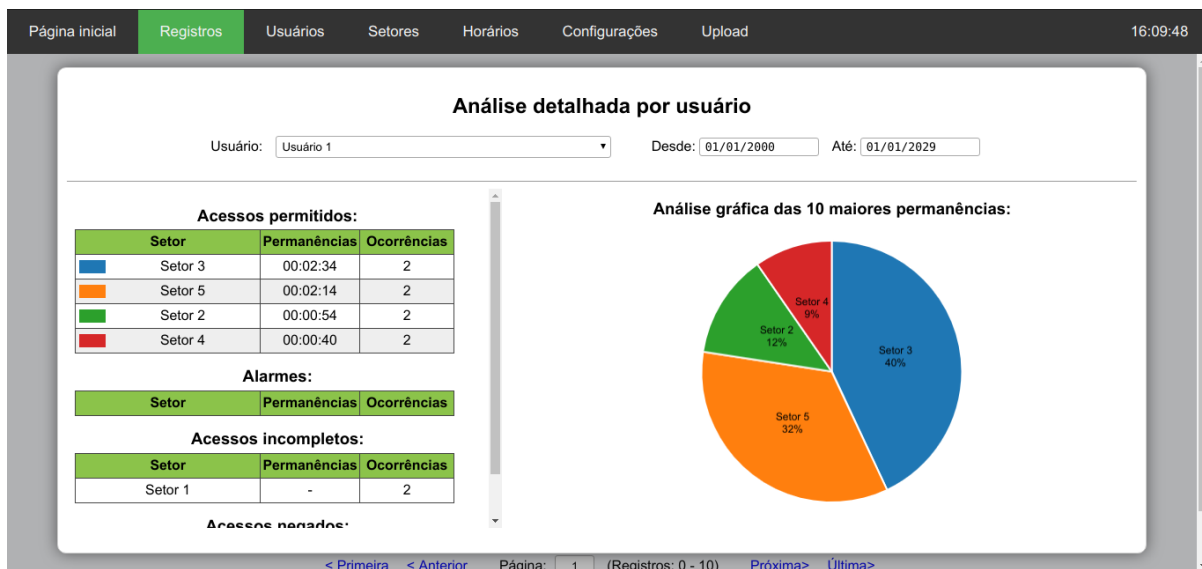 Página inicial Registros Usuários Setores Horários Configurações Upload 16:09:48
Análise detalhada por usuário
Usuário: Usuário 1 Desde: 01/01/2000 Até: 01/01/2029
Acessos permitidos:
Setor Permanências Ocorrências
Setor 3 00:02:34 2
Setor 5 00:02:14 2
Setor 2 00:00:54 2
Setor 4 00:00:40 2
Alarmes:
Setor Permanências Ocorrências
Acessos incompletos:
Setor Permanências Ocorrências
Setor 1 - 2
Acessos negados:
Análise gráfica das 10 maiores permanências:
Setor 4
9%
Setor 2
12%
Setor 3
40%
Setor 5
32%
< Primeira < Anterior Página: 1 (Registros: 0 - 10) Próxima> Última>